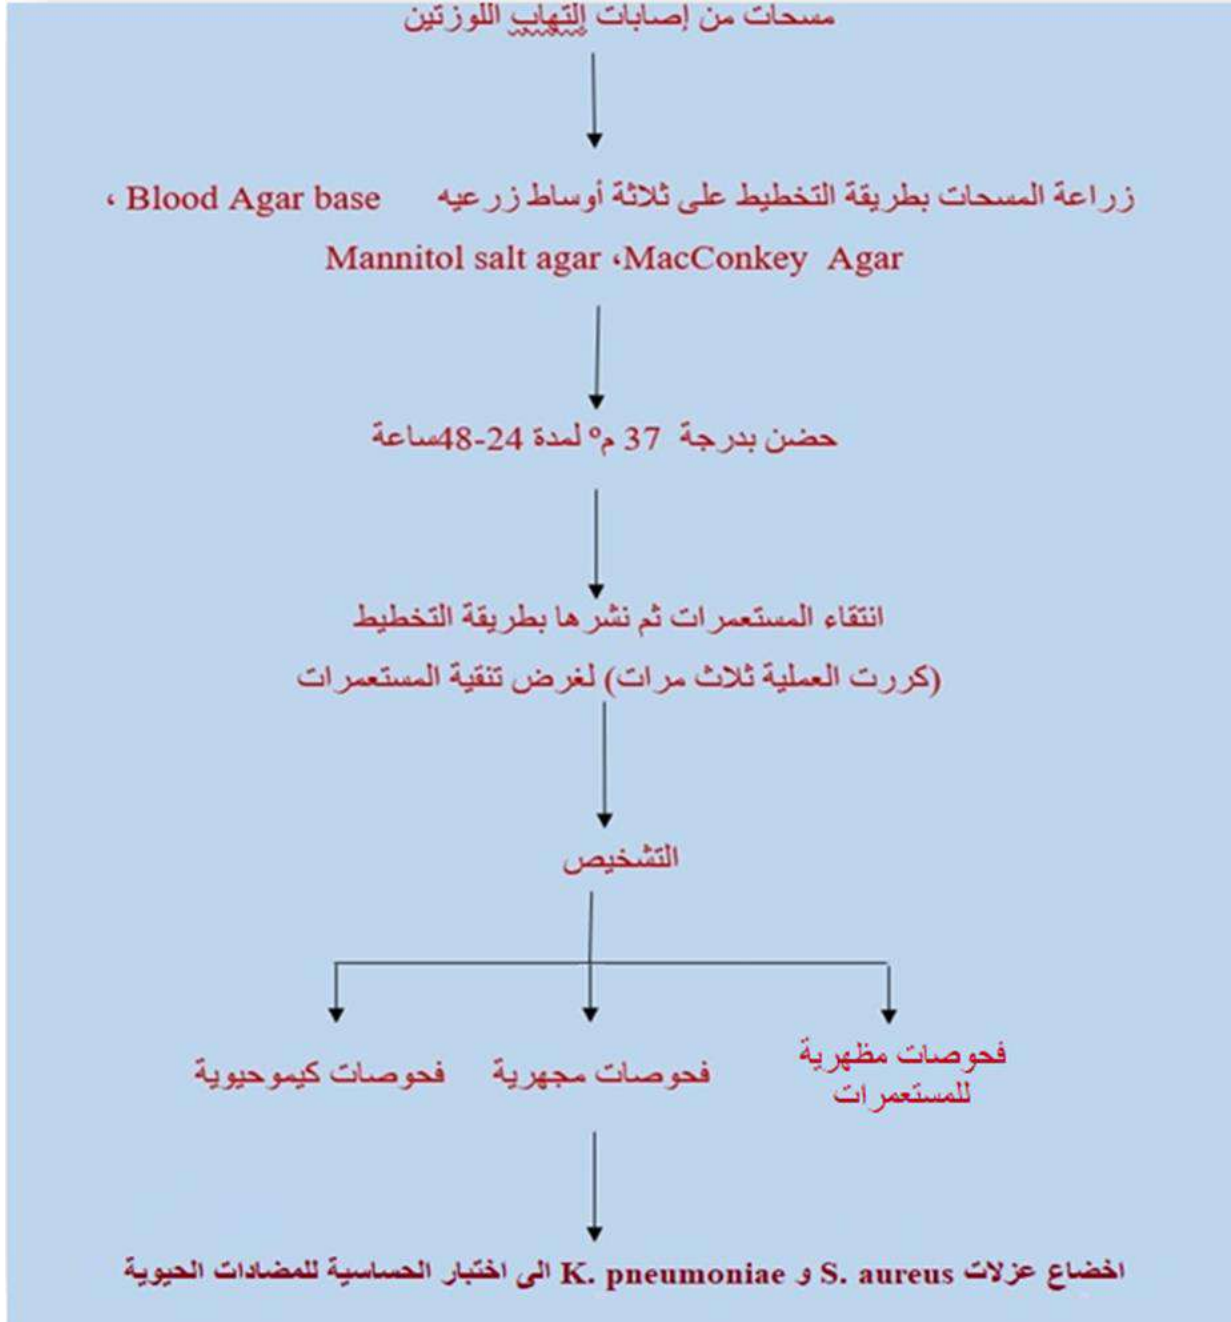 مسحات من إصابات إلتهاب اللوزتين
زراعة المسحات بطريقة التخطيط على ثلاثة أوساط زرعيه Blood Agar base ،
Mannitol salt agar ،MacConkey Agar
حضن بدرجة 37 مº لمدة 24-48ساعة
انتقاء المستعمرات ثم نشرها بطريقة التخطيط
(كررت العملية ثلاث مرات) لغرض تنقية المستعمرات
التشخيص
فحوصات مظهرية
للمستعمرات
فحوصات مجهرية
فحوصات كيموحيوية
اخضاع عزلات S. aureus و K. pneumoniae الى اختبار الحساسية للمضادات الحيوية